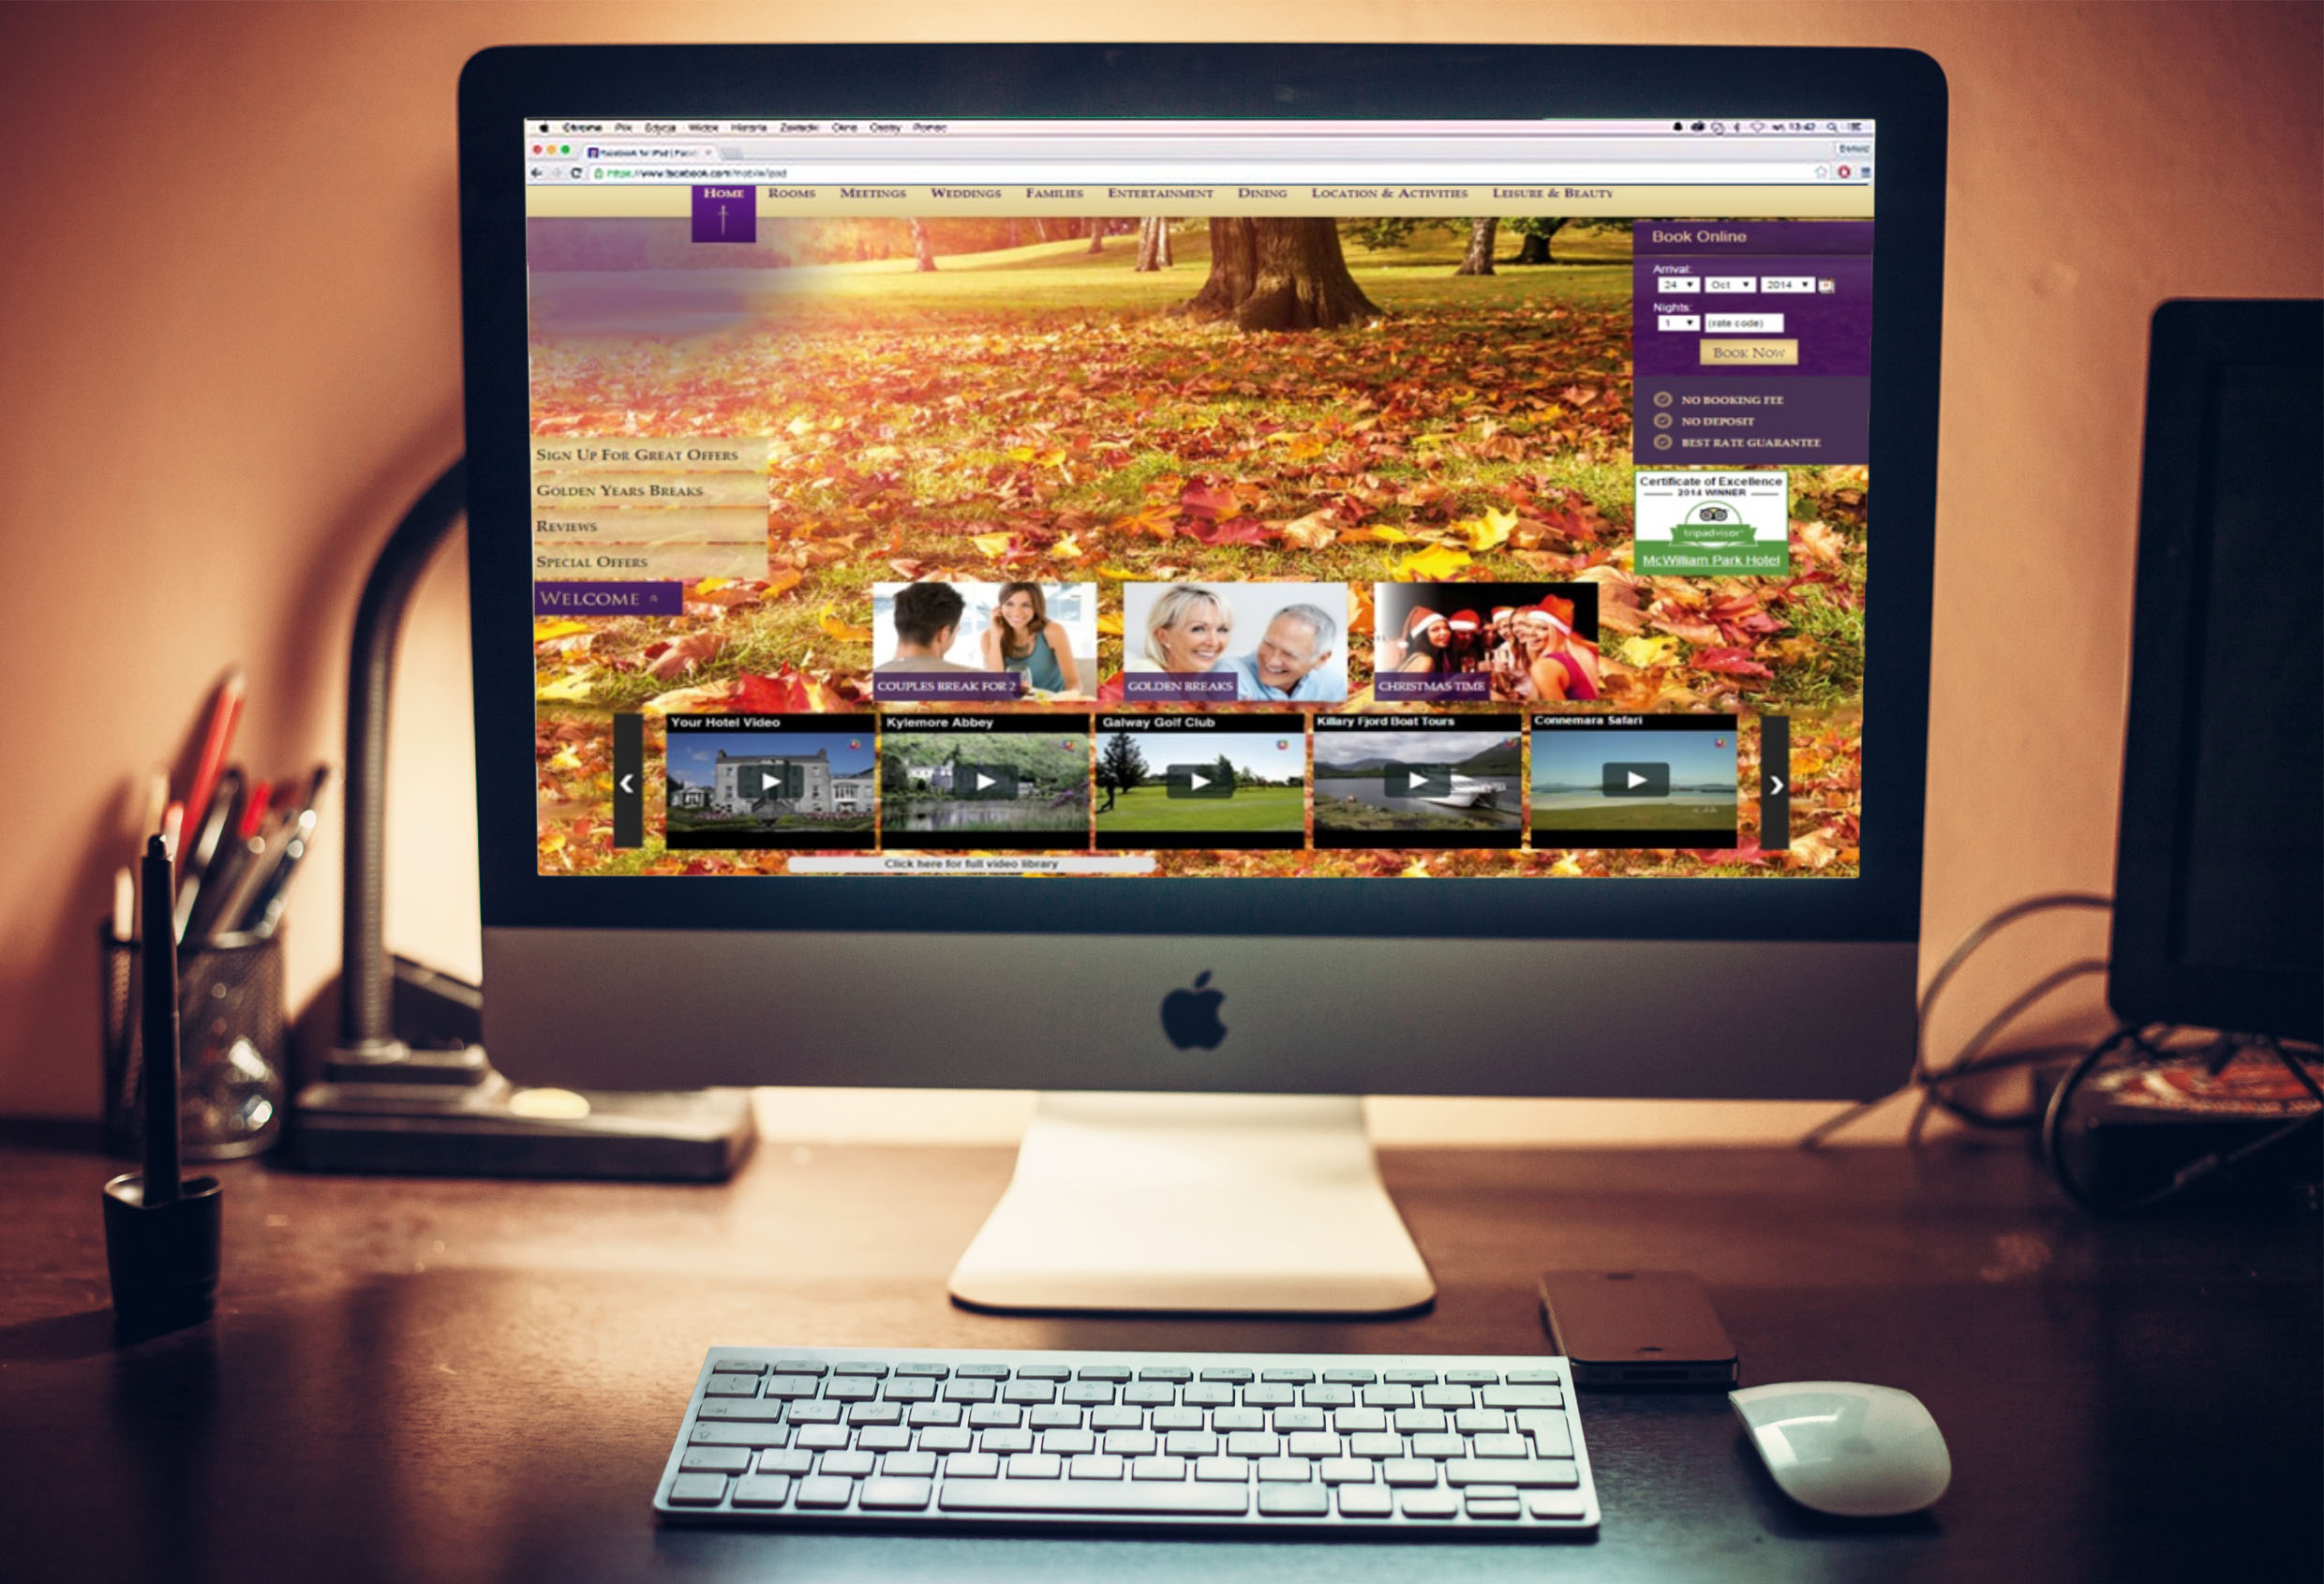 Chrome Plik Edycja Widok Historia Zakładki Okno Osoby Pomoc 13:42
Facebook for iPad
https://www.facebook.com/mobile/ipad
HOME ROOMS MEETINGS WEDDINGS FAMILIES ENTERTAINMENT DINING LOCATION & ACTIVITIES LEISURE & BEAUTY
Book Online
Arrival:
24 Oct 2014
Nights:
1 (rate code)
BOOK NOW
NO BOOKING FEE
NO DEPOSIT
BEST RATE GUARANTEE
SIGN UP FOR GREAT OFFERS
GOLDEN YEARS BREAKS
REVIEWS
SPECIAL OFFERS
WELCOME
Certificate of Excellence
2014 WINNER
tripadvisor
McWilliam Park Hotel
COUPLES BREAK FOR 2
GOLDEN BREAKS
CHRISTMAS TIME
Your Hotel Video
Kylemore Abbey
Galway Golf Club
Killary Fjord Boat Tours
Connemara Safari
Click here for full video library